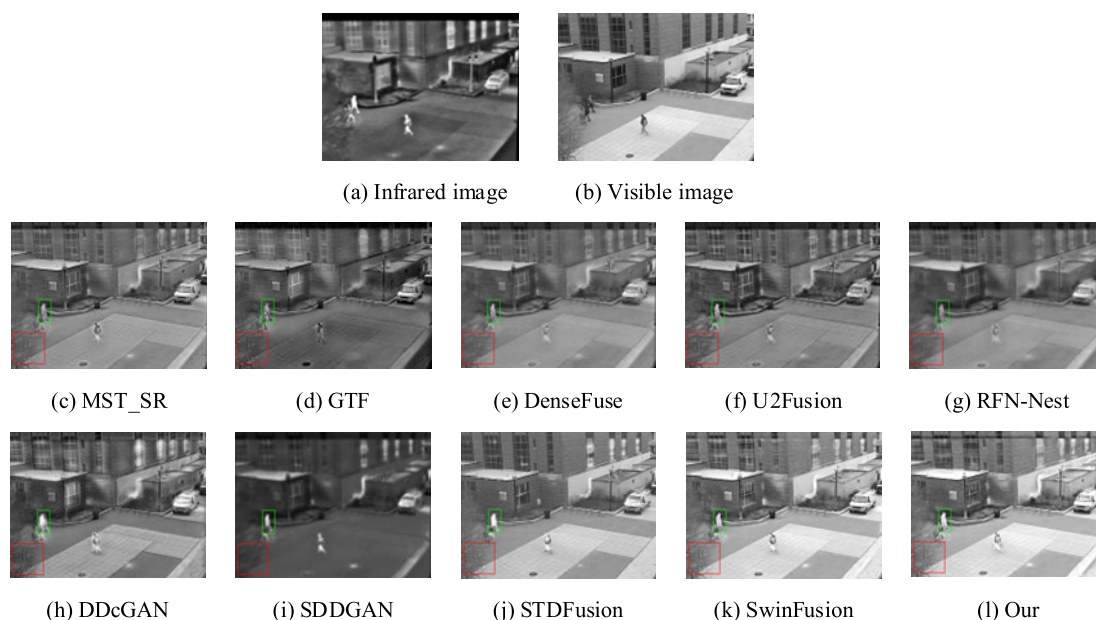 (a) Infrared image (b) Visible image
(c) MST_SR (d) GTF (e) DenseFuse (f) U2Fusion (g) RFN-Nest
(h) DDcGAN (i) SDDGAN (j) STDFusion (k) SwinFusion (l) Our